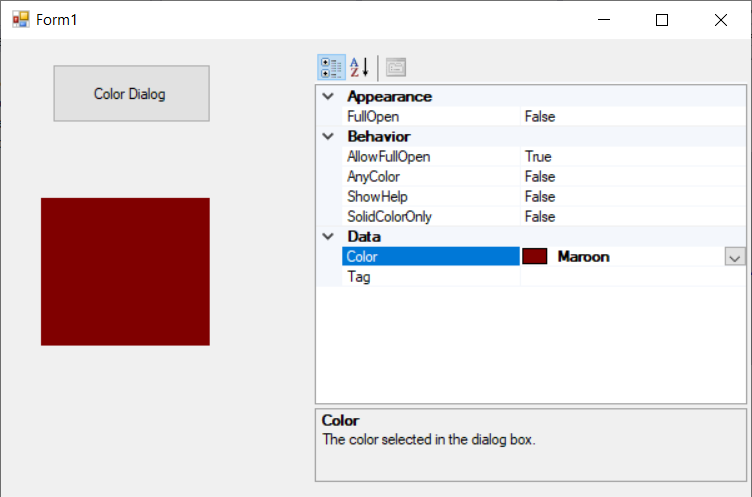 Form1
Color Dialog
Appearance
FullOpen False
Behavior
AllowFullOpen True
AnyColor False
ShowHelp False
SolidColorOnly False
Data
Color Maroon
Tag
Color
The color selected in the dialog box.